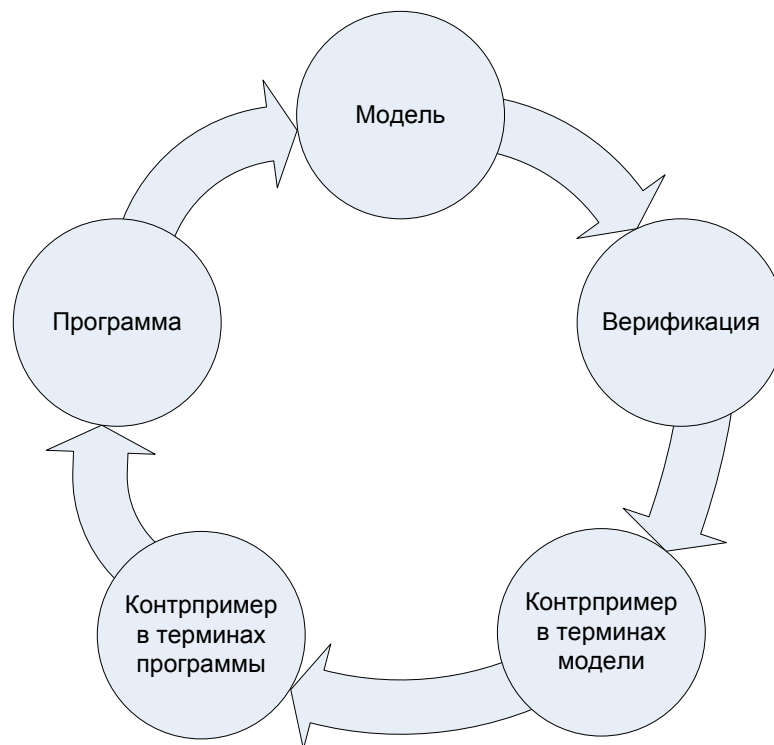 Модель
Верификация
Контрпример
в терминах
модели
Контрпример
в терминах
программы
Программа